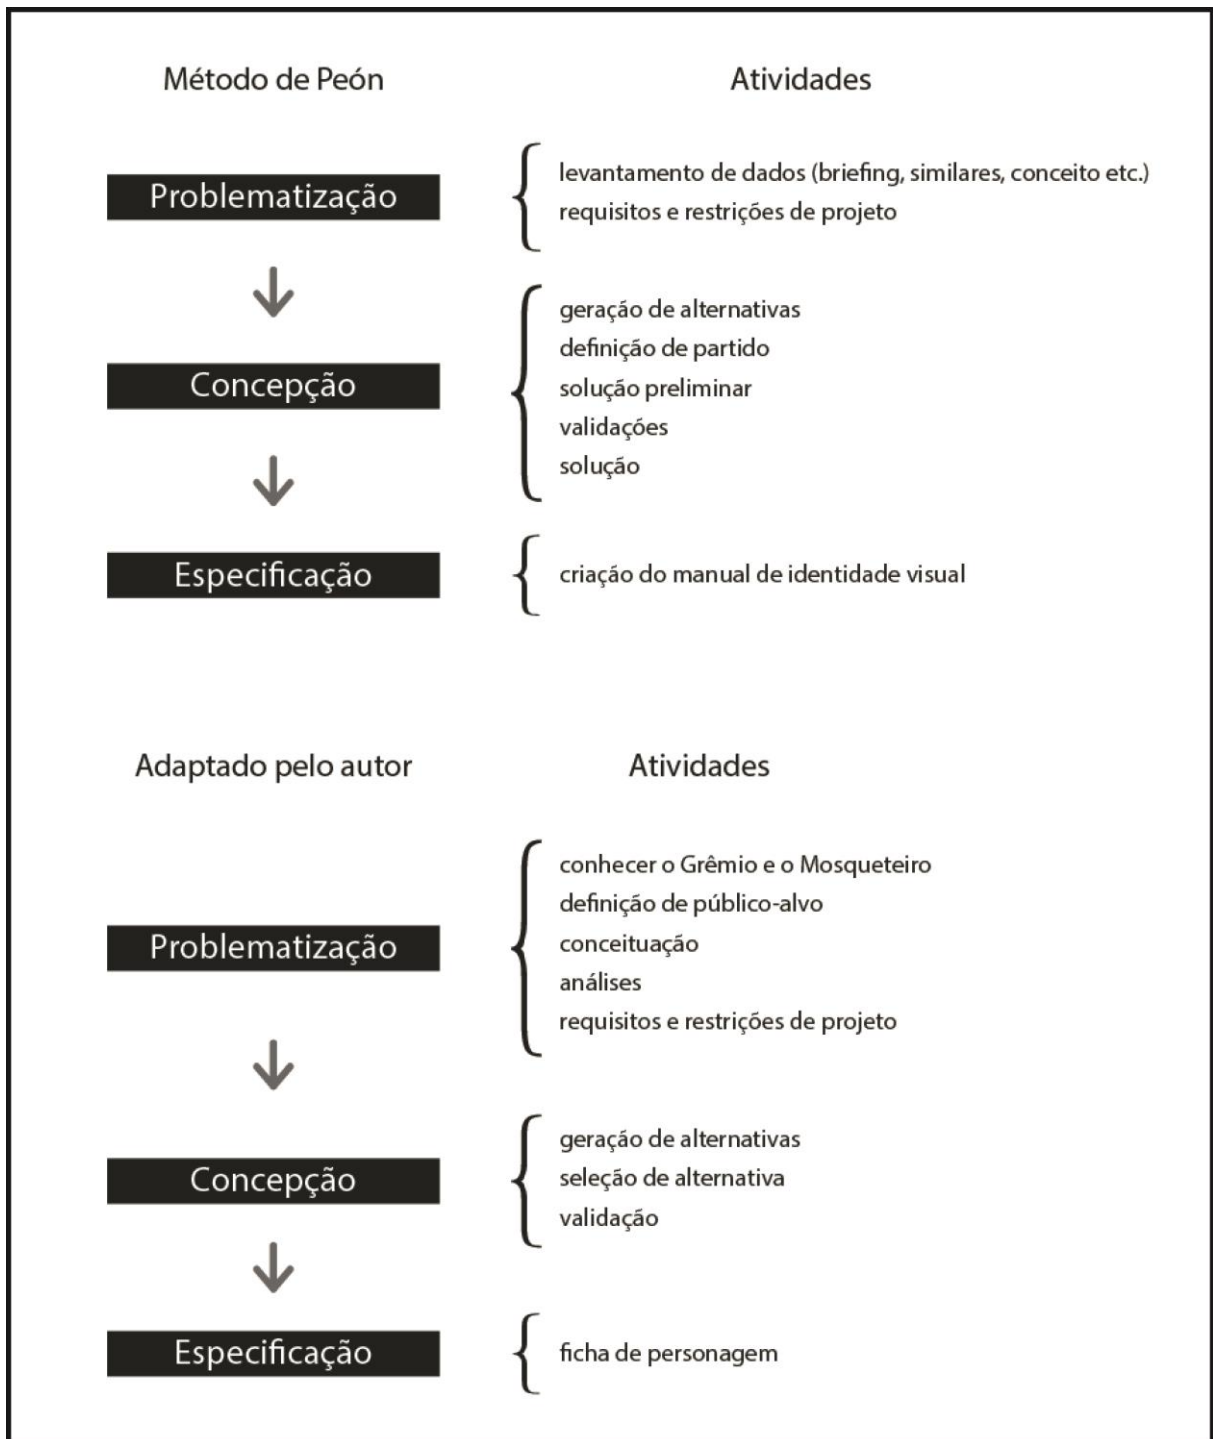 Método de Peón
Atividades
Problematização
levantamento de dados (briefing, similares, conceito etc.)
requisitos e restrições de projeto
Concepção
geração de alternativas
definição de partido
solução preliminar
validações
solução
Especificação
criação do manual de identidade visual
Adaptado pelo autor
Atividades
Problematização
conhecer o Grêmio e o Mosqueteiro
definição de público-alvo
conceituação
análises
requisitos e restrições de projeto
Concepção
geração de alternativas
seleção de alternativa
validação
Especificação
ficha de personagem